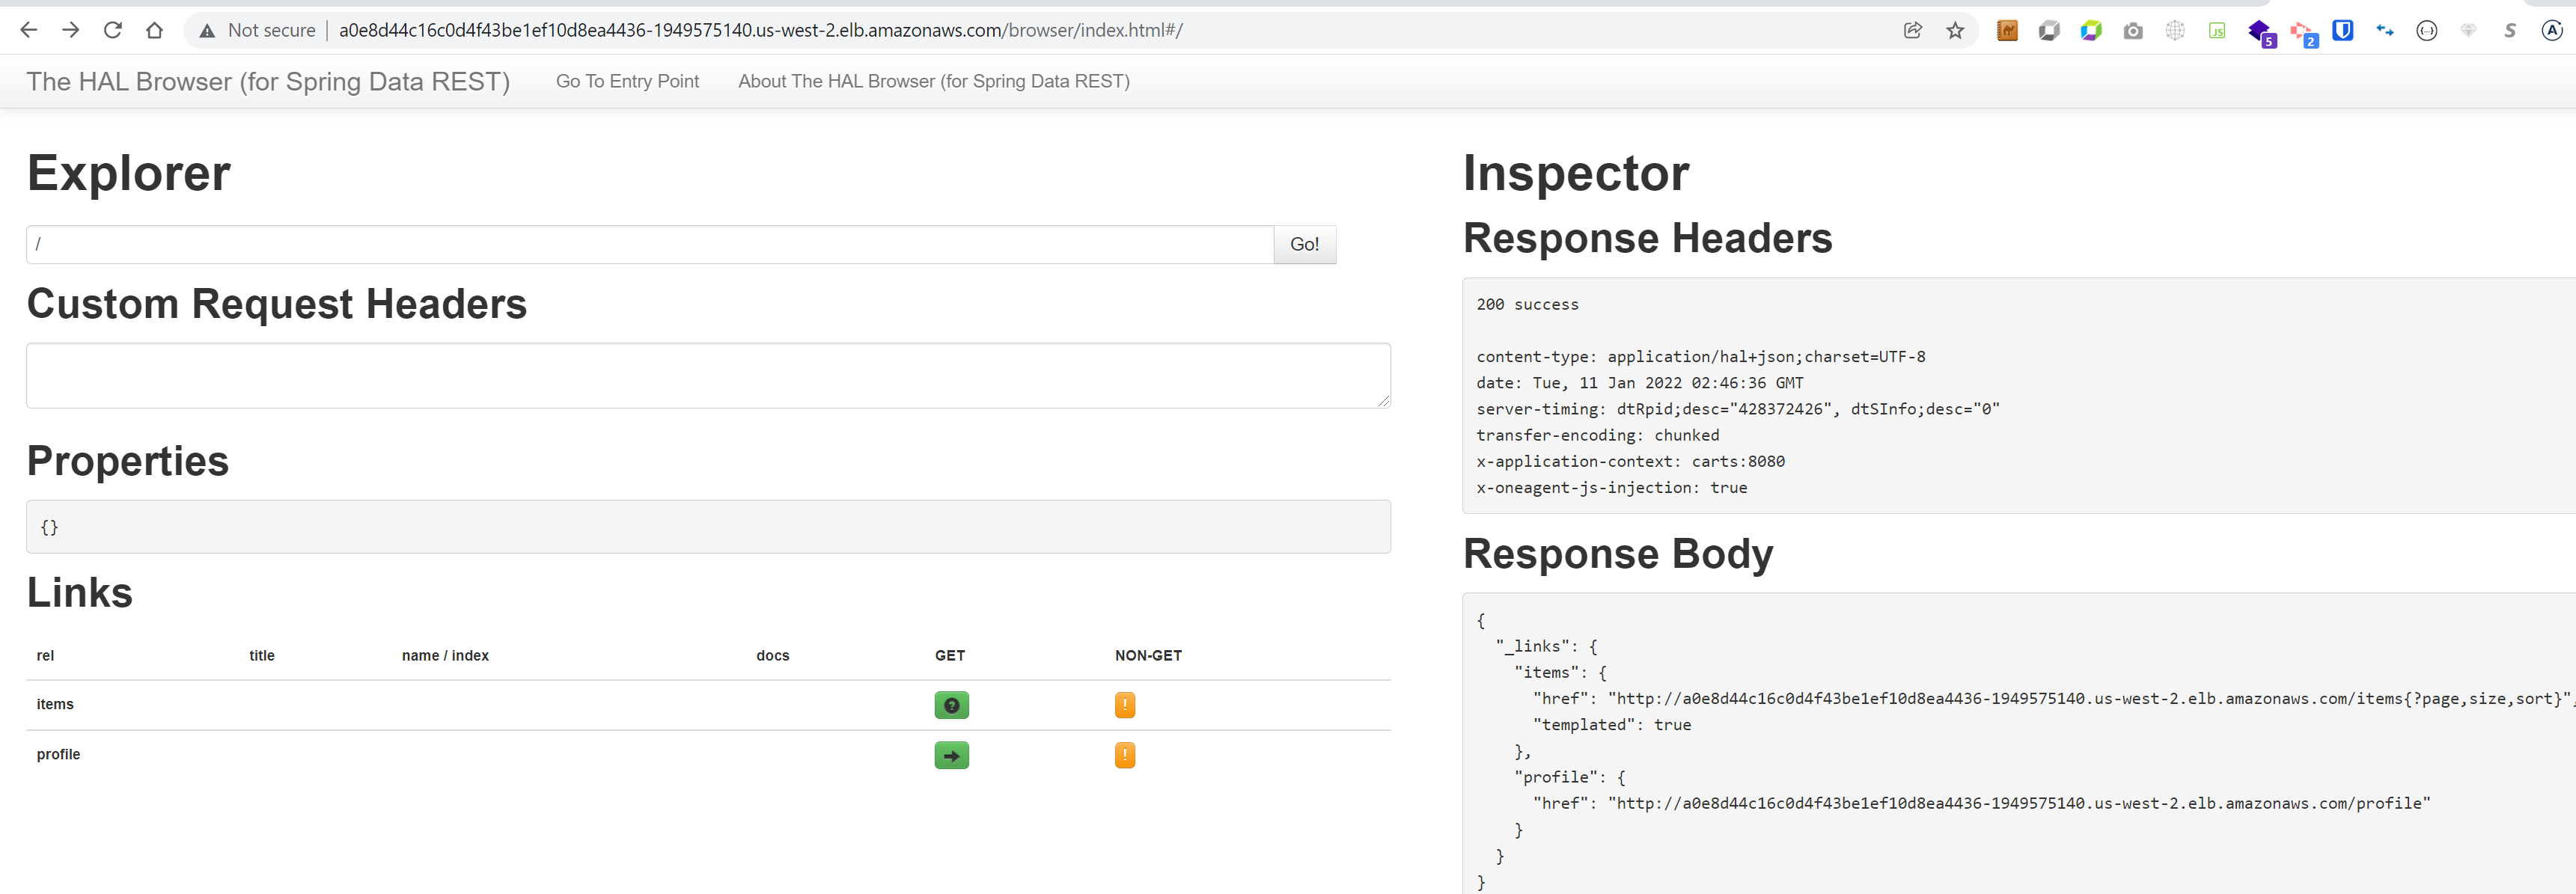 Not secure | a0e8d44c16c0d4f43be1ef10d8ea4436-1949575140.us-west-2.elb.amazonaws.com/browser/index.html#/
JS
5
2
{··}
S
A
The HAL Browser (for Spring Data REST) Go To Entry Point About The HAL Browser (for Spring Data REST)
Explorer
/ Go!
Custom Request Headers
Properties
{}
Links
rel title name / index docs GET NON-GET
items ? !
profile !
Inspector
Response Headers
200 success
content-type: application/hal+json;charset=UTF-8
date: Tue, 11 Jan 2022 02:46:36 GMT
server-timing: dtRpid;desc="428372426", dtSInfo;desc="0"
transfer-encoding: chunked
x-application-context: carts:8080
x-oneagent-js-injection: true
Response Body
{
"_links": {
"items": {
"href": "http://a0e8d44c16c0d4f43be1ef10d8ea4436-1949575140.us-west-2.elb.amazonaws.com/items{?page,size,sort}",
"templated": true
},
"profile": {
"href": "http://a0e8d44c16c0d4f43be1ef10d8ea4436-1949575140.us-west-2.elb.amazonaws.com/profile"
}
}
}